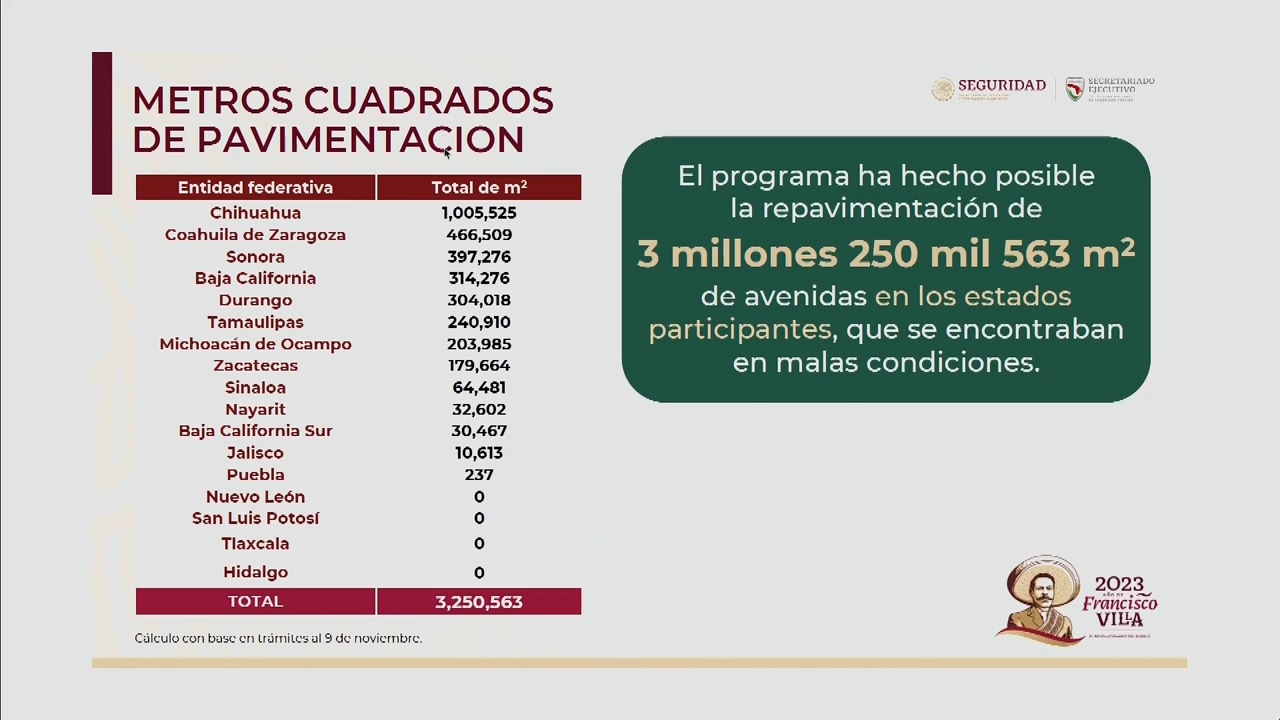 METROS CUADRADOS
DE PAVIMENTACION
Entidad federativa Total de m²
Chihuahua 1,005,525
Coahuila de Zaragoza 466,509
Sonora 397,276
Baja California 314,276
Durango 304,018
Tamaulipas 240,910
Michoacán de Ocampo 203,985
Zacatecas 179,664
Sinaloa 64,481
Nayarit 32,602
Baja California Sur 30,467
Jalisco 10,613
Puebla 237
Nuevo León 0
San Luis Potosí 0
Tlaxcala 0
Hidalgo 0
TOTAL 3,250,563
Cálculo con base en trámites al 9 de noviembre.
SEGURIDAD
SECRETARIADO
EJECUTIVO
El programa ha hecho posible
la repavimentación de
3 millones 250 mil 563 m²
de avenidas en los estados
participantes, que se encontraban
en malas condiciones.
2023
AÑO DE
Francisco
VILLA